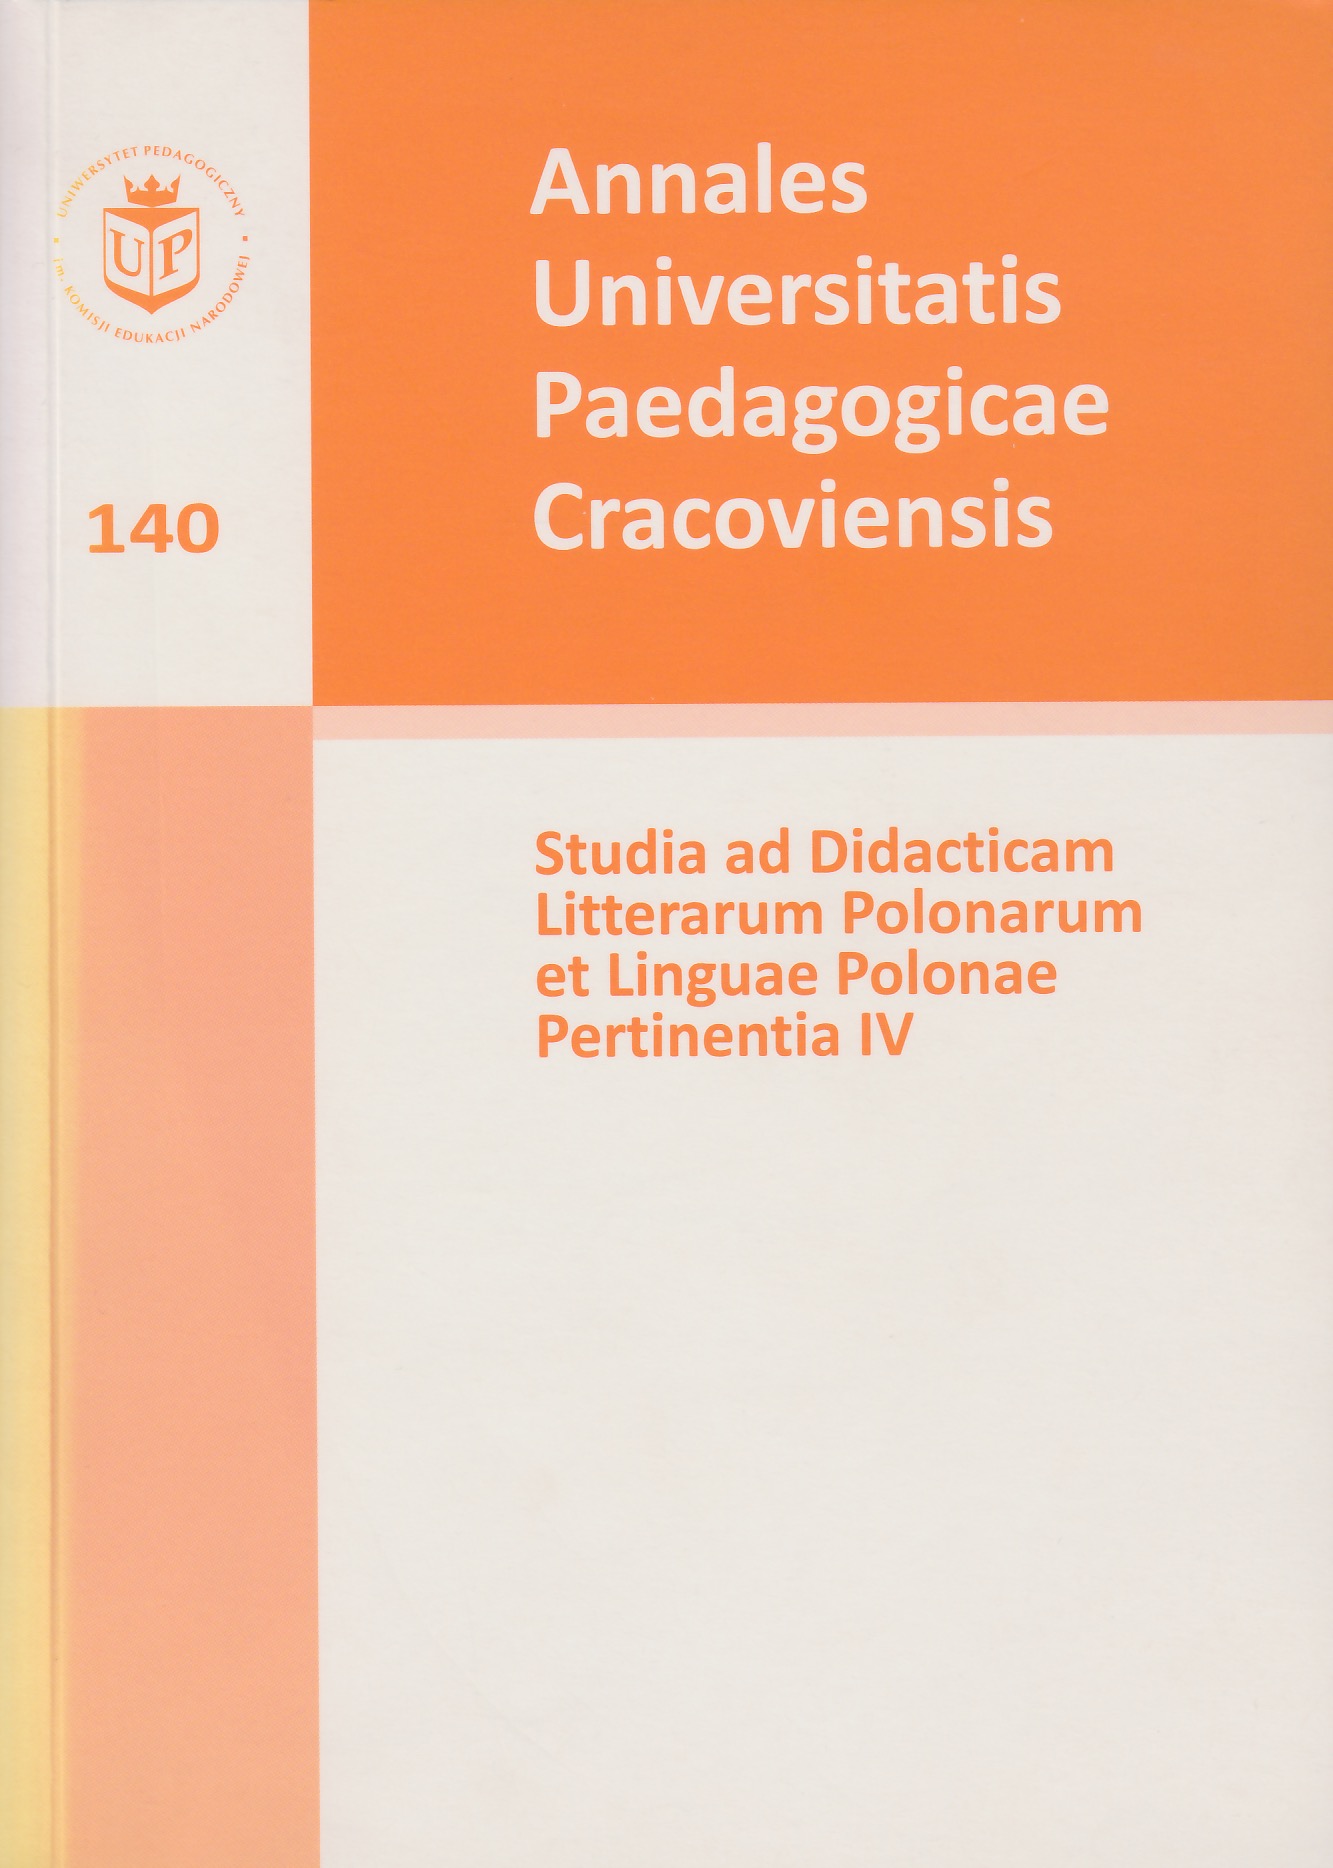 UNIWERSYTET PEDAGOGICZNY
im. KOMISJI EDUKACJI NARODOWEJ
UP
140
Annales
Universitatis
Paedagogicae
Cracoviensis
Studia ad Didacticam
Litterarum Polonarum
et Linguae Polonae
Pertinentia IV